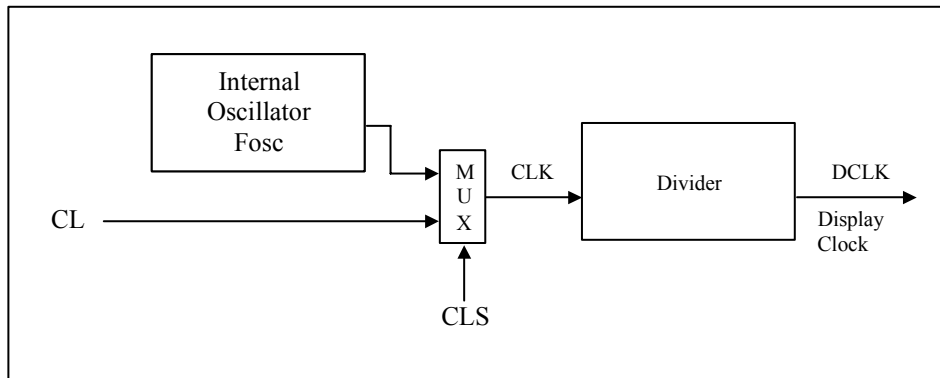 Internal
Oscillator
Fosc
M
U
X
CLK
Divider
DCLK
Display
Clock
CL
CLS